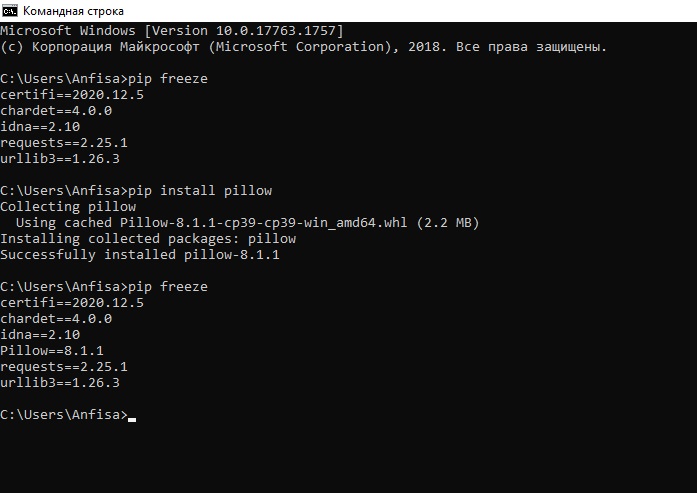 Командная строка
Microsoft Windows [Version 10.0.17763.1757]
(c) Корпорация Майкрософт (Microsoft Corporation), 2018. Все права защищены.
C:\Users\Anfisa>pip freeze
certifi==2020.12.5
chardet==4.0.0
idna==2.10
requests==2.25.1
urllib3==1.26.3
C:\Users\Anfisa>pip install pillow
Collecting pillow
  Using cached Pillow-8.1.1-cp39-cp39-win_amd64.whl (2.2 MB)
Installing collected packages: pillow
Successfully installed pillow-8.1.1
C:\Users\Anfisa>pip freeze
certifi==2020.12.5
chardet==4.0.0
idna==2.10
Pillow==8.1.1
requests==2.25.1
urllib3==1.26.3
C:\Users\Anfisa>